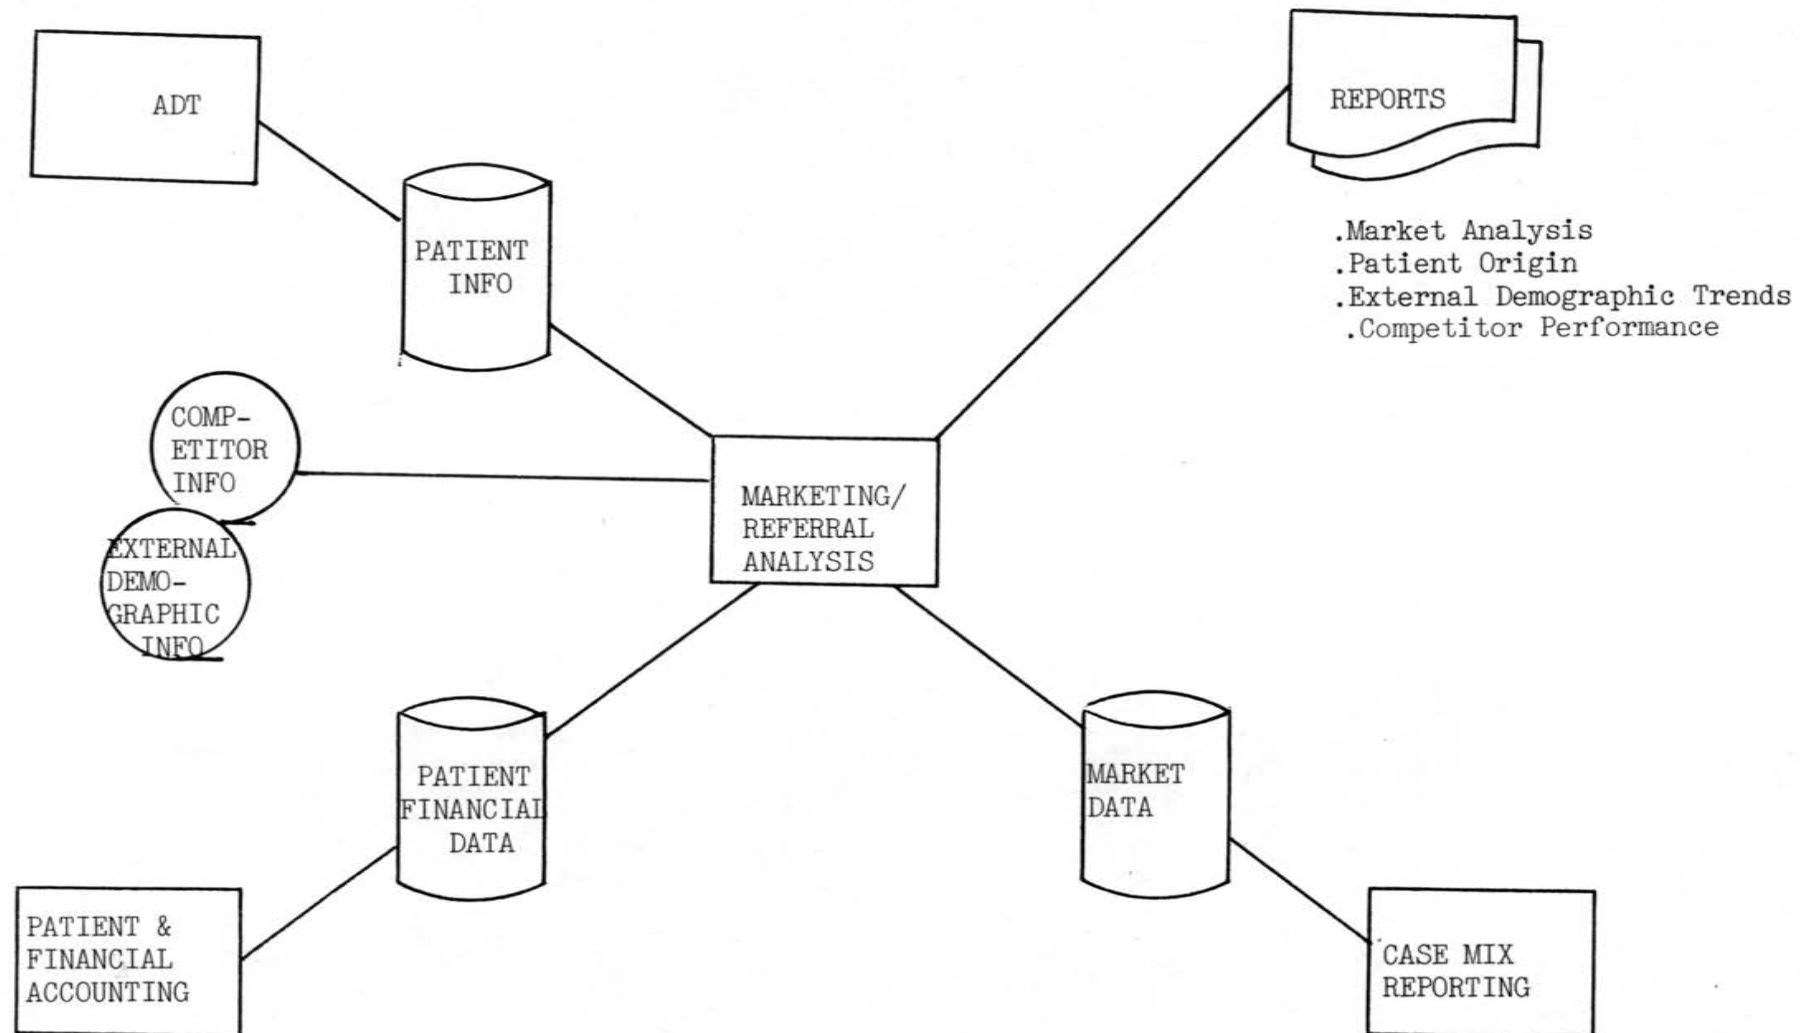 ADT
REPORTS
.Market Analysis
.Patient Origin
.External Demographic Trends
.Competitor Performance
PATIENT
INFO
COMP-
ETITOR
INFO
EXTERNAL
DEMO-
GRAPHIC
INFO
MARKETING/
REFERRAL
ANALYSIS
PATIENT
FINANCIAL
DATA
MARKET
DATA
PATIENT &
FINANCIAL
ACCOUNTING
CASE MIX
REPORTING